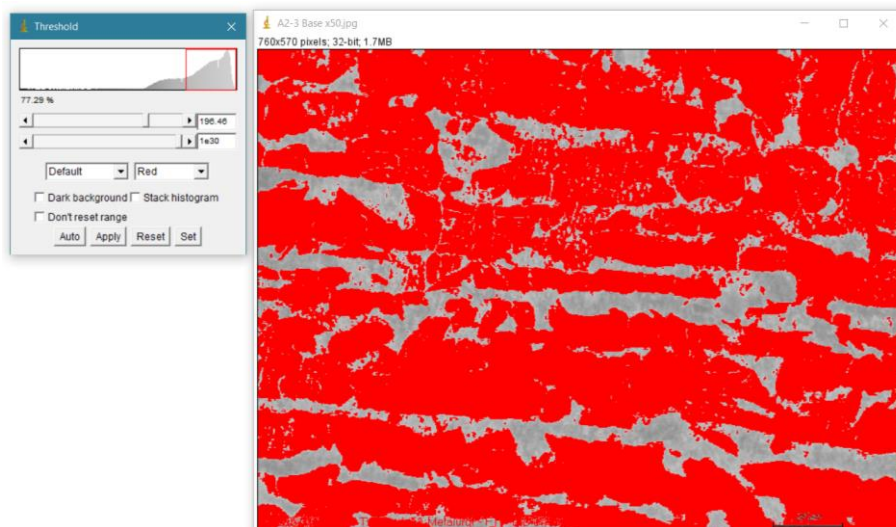 Threshold
77.29 %
196.46
1e30
Default
Red
Dark background
Stack histogram
Don't reset range
Auto
Apply
Reset
Set
A2-3 Base x50.jpg
760x570 pixels; 32-bit; 1.7MB